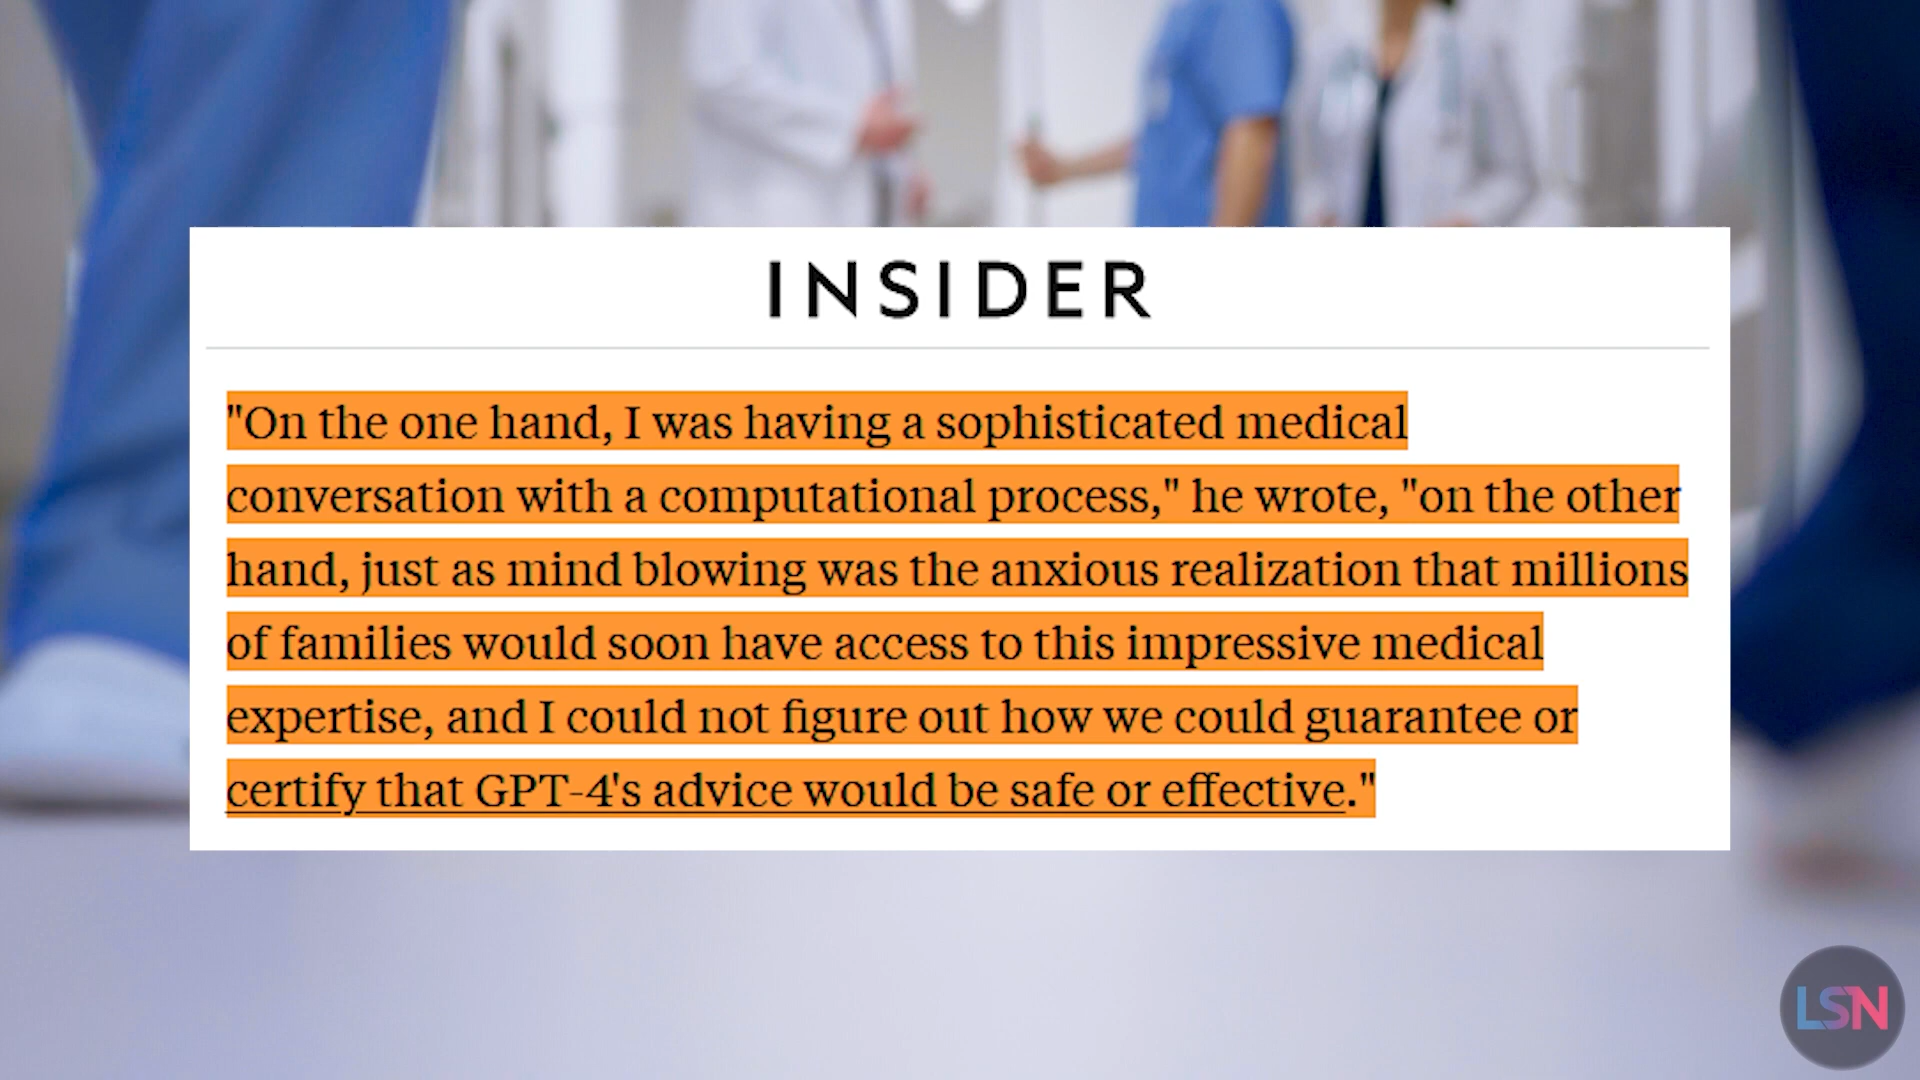 INSIDER
"On the one hand, I was having a sophisticated medical
conversation with a computational process," he wrote, "on the other
hand, just as mind blowing was the anxious realization that millions
of families would soon have access to this impressive medical
expertise, and I could not figure out how we could guarantee or
certify that GPT-4's advice would be safe or effective."
LSN